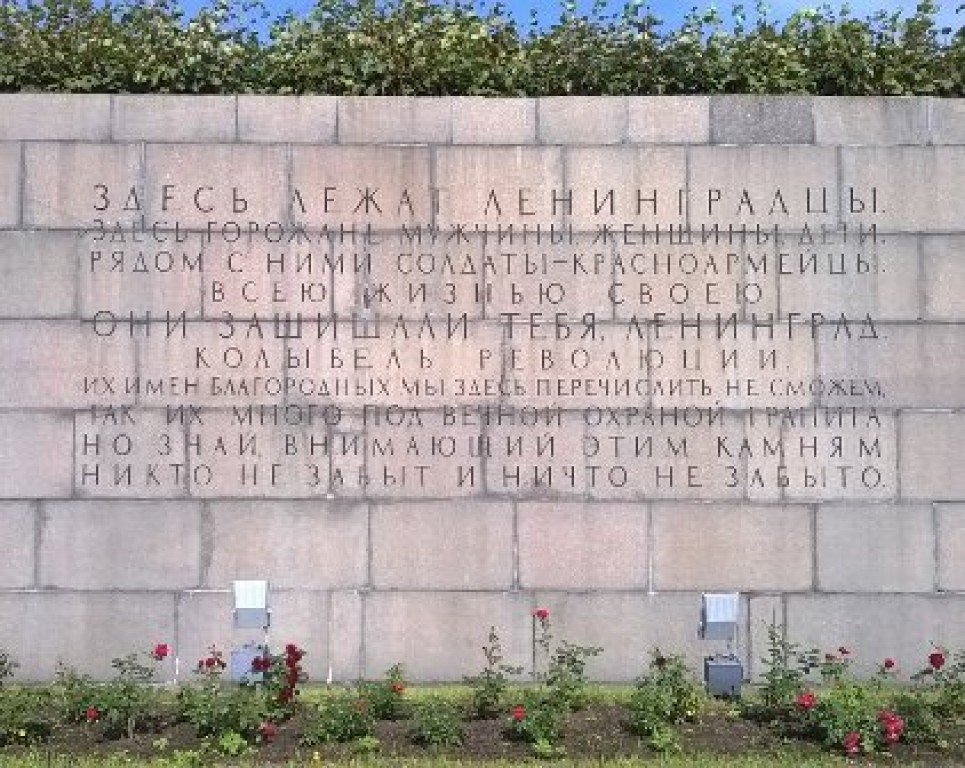 ЗДЕСЬ ЛЕЖАТ ЛЕНИНГРАДЦЫ.
ЗДЕСЬ ГОРОЖАНЕ МУЖЧИНЫ, ЖЕНЩИНЫ, ДЕТИ.
РЯДОМ С НИМИ СОЛДАТЫ-КРАСНОАРМЕЙЦЫ.
ВСЕЮ ЖИЗНЬЮ СВОЕЮ
ОНИ ЗАЩИЩАЛИ ТЕБЯ, ЛЕНИНГРАД,
КОЛЫБЕЛЬ РЕВОЛЮЦИИ.
ИХ ИМЕН БЛАГОРОДНЫХ МЫ ЗДЕСЬ ПЕРЕЧИСЛИТЬ НЕ СМОЖЕМ,
ТАК ИХ МНОГО ПОД ВЕЧНОЙ ОХРАНОЙ ГРАНИТА
НО ЗНАЙ, ВНИМАЮЩИЙ ЭТИМ КАМНЯМ
НИКТО НЕ ЗАБЫТ И НИЧТО НЕ ЗАБЫТО.